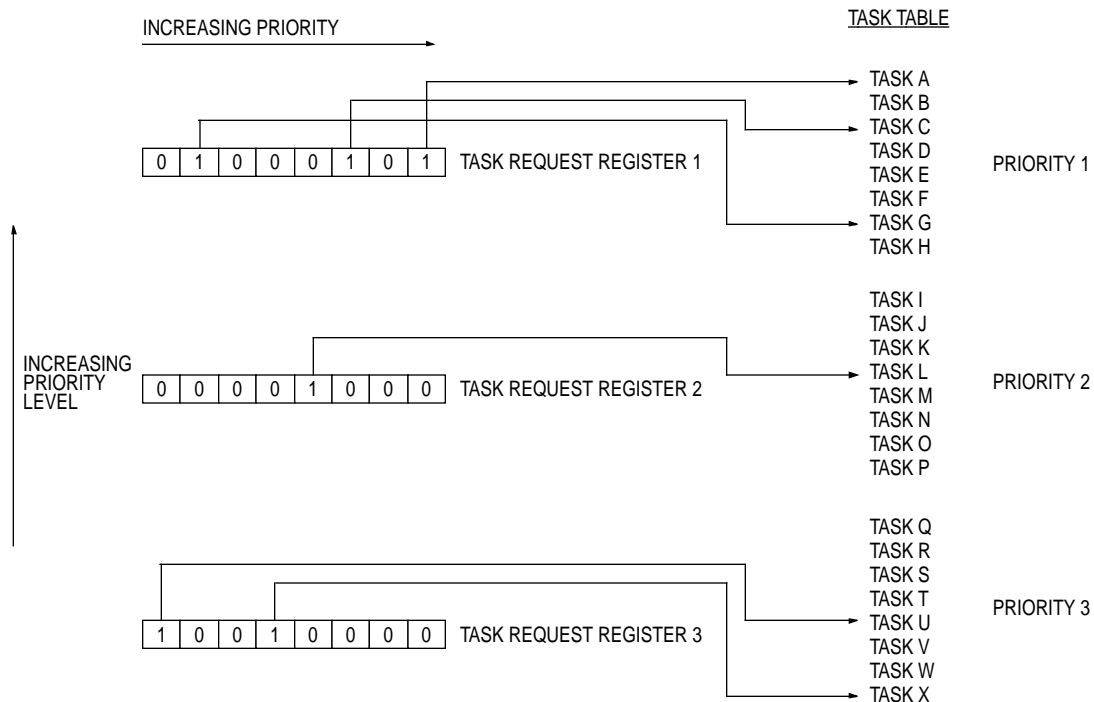 TASK TABLE
INCREASING PRIORITY
TASK A
TASK B
TASK C
TASK D
TASK E
TASK F
TASK G
TASK H
0 1 0 0 0 1 0 1 TASK REQUEST REGISTER 1
PRIORITY 1
INCREASING
PRIORITY
LEVEL
TASK I
TASK J
TASK K
TASK L
TASK M
TASK N
TASK O
TASK P
0 0 0 0 1 0 0 0 TASK REQUEST REGISTER 2
PRIORITY 2
TASK Q
TASK R
TASK S
TASK T
TASK U
TASK V
TASK W
TASK X
1 0 0 1 0 0 0 0 TASK REQUEST REGISTER 3
PRIORITY 3